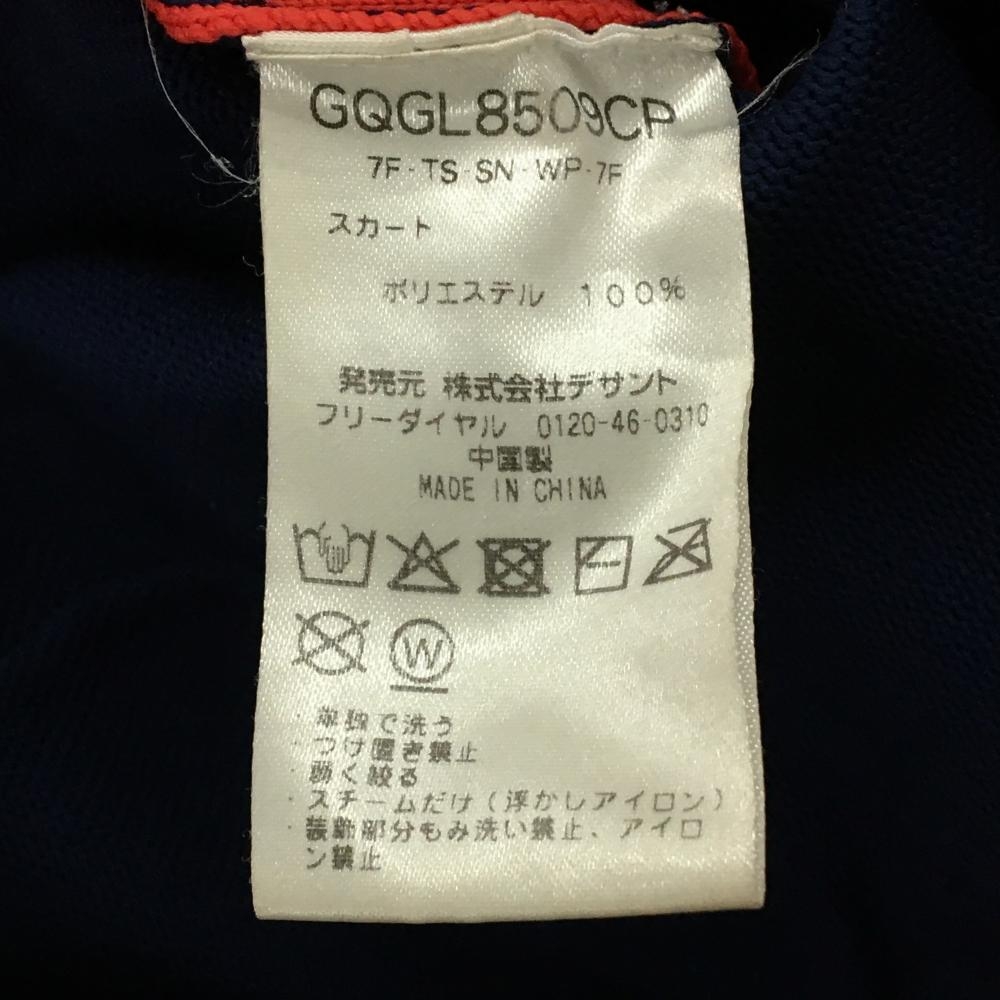 GQGL8509CP
7F-TS-SN-WP-7F
スカート
ポリエステル 100%
発売元 株式会社デサント
フリーダイヤル 0120-46-0310
中国製
MADE IN CHINA
W
・単独で洗う
・つけ置き禁止
・弱く絞る
・スチームだけ(浮かしアイロン)
・装飾部分もみ洗い禁止、アイロ
ン禁止